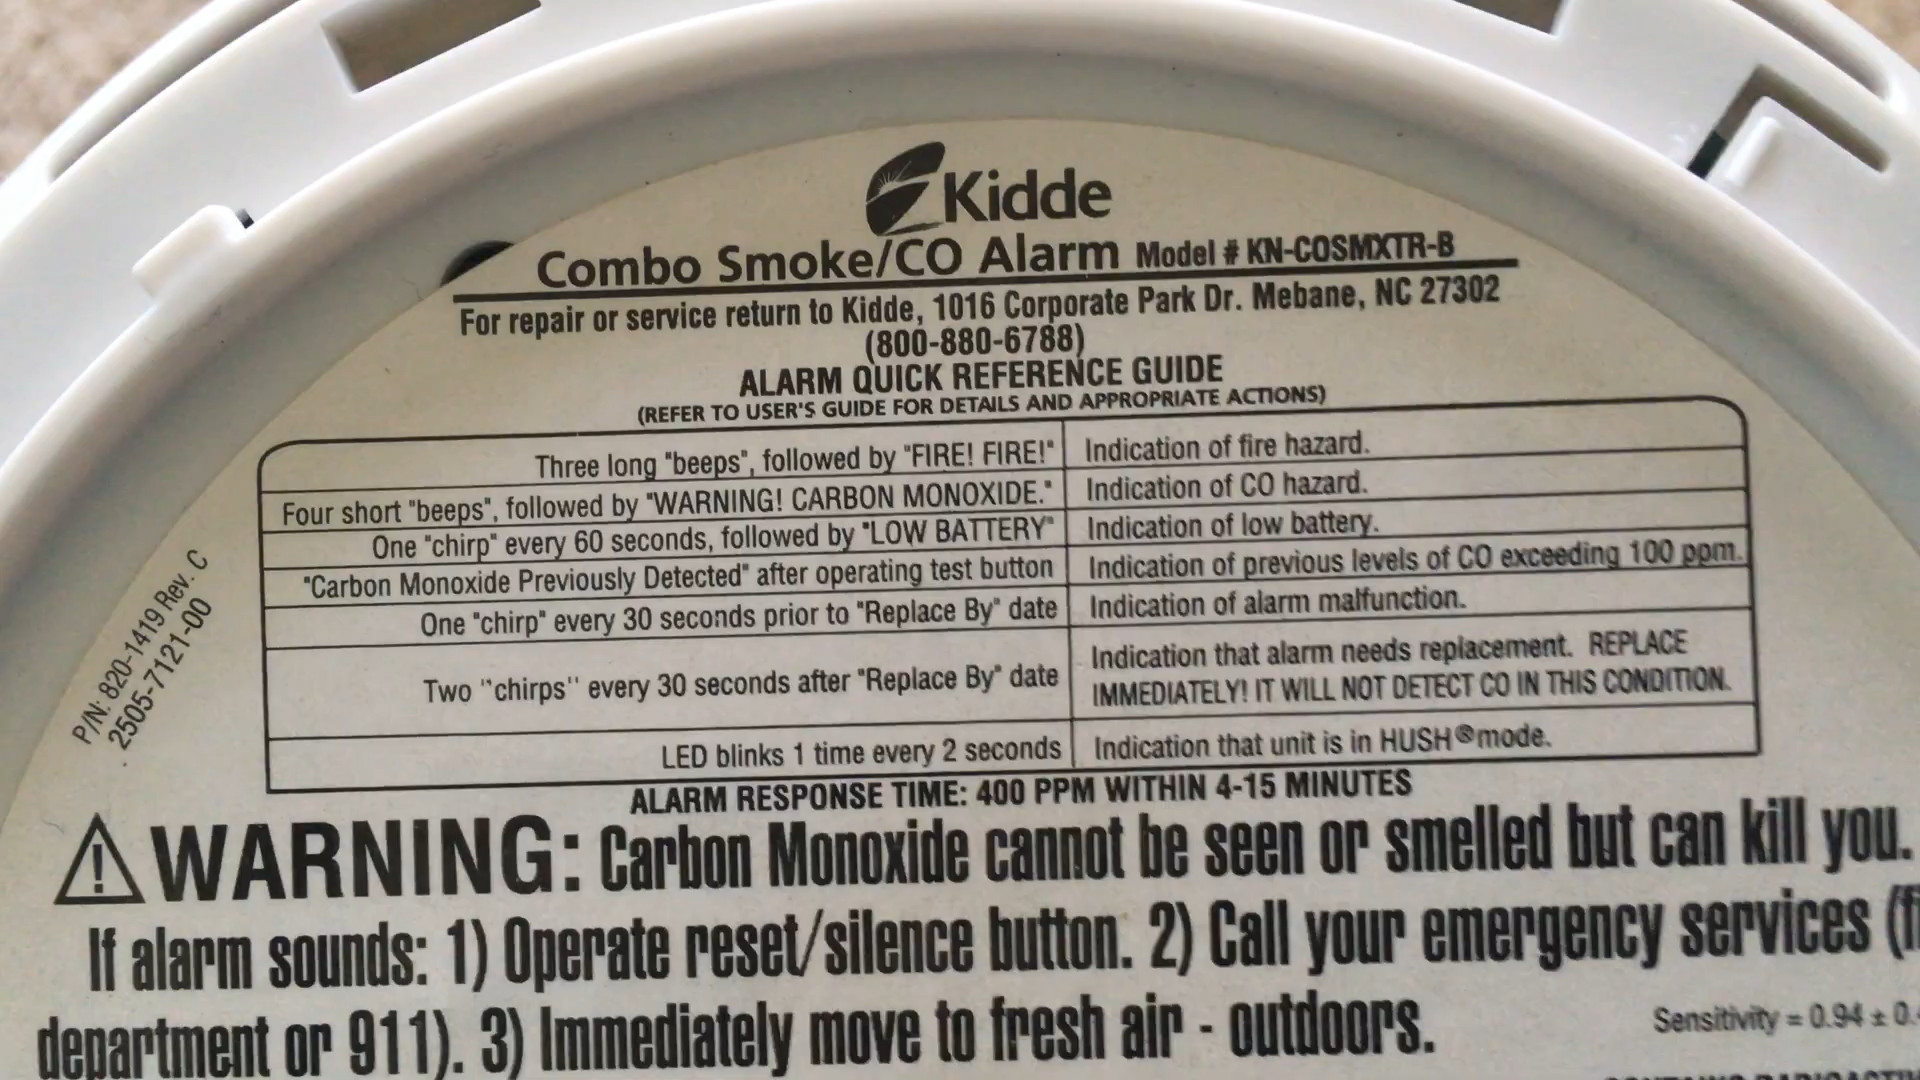 Kidde
Combo Smoke/CO Alarm Model # KN-COSMXTR-B
For repair or service return to Kidde, 1016 Corporate Park Dr. Mebane, NC 27302
(800-880-6788)
ALARM QUICK REFERENCE GUIDE
(REFER TO USER'S GUIDE FOR DETAILS AND APPROPRIATE ACTIONS)
Three long "beeps", followed by "FIRE! FIRE!" Indication of fire hazard.
Four short "beeps", followed by "WARNING! CARBON MONOXIDE." Indication of CO hazard.
One "chirp" every 60 seconds, followed by "LOW BATTERY" Indication of low battery.
"Carbon Monoxide Previously Detected" after operating test button Indication of previous levels of CO exceeding 100 ppm.
One "chirp" every 30 seconds prior to "Replace By" date Indication of alarm malfunction.
Two "chirps" every 30 seconds after "Replace By" date Indication that alarm needs replacement. REPLACE
IMMEDIATELY! IT WILL NOT DETECT CO IN THIS CONDITION.
LED blinks 1 time every 2 seconds Indication that unit is in HUSH® mode.
ALARM RESPONSE TIME: 400 PPM WITHIN 4-15 MINUTES
P/N: 820-1419 Rev. C
2505-7121-00
WARNING: Carbon Monoxide cannot be seen or smelled but can kill you.
If alarm sounds: 1) Operate reset/silence button. 2) Call your emergency services (
department or 911). 3) Immediately move to fresh air - outdoors.
Sensitivity = 0.94 ± 0.